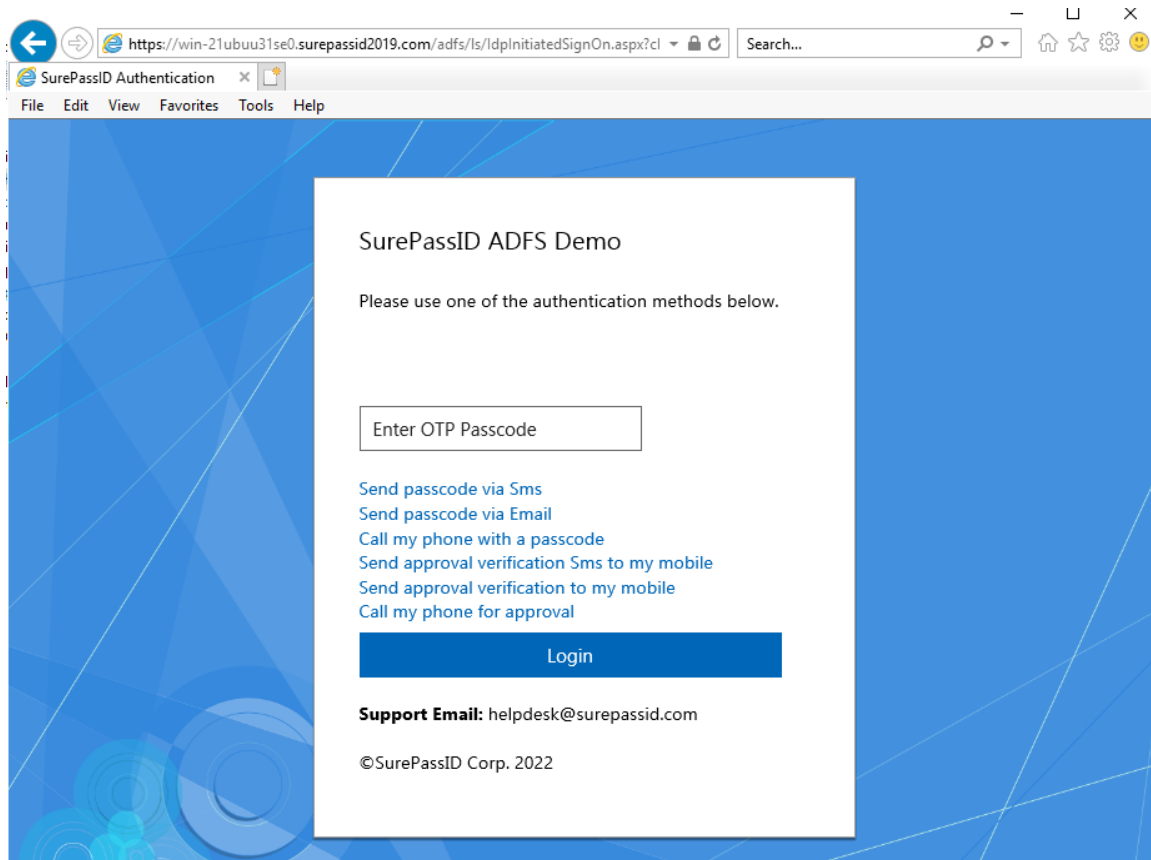 https://win-21ubuu31se0.surepassid2019.com/adfs/ls/IdpInitiatedSignOn.aspx?cl
Search...
SurePassID Authentication
File Edit View Favorites Tools Help
SurePassID ADFS Demo
Please use one of the authentication methods below.
Enter OTP Passcode
Send passcode via Sms
Send passcode via Email
Call my phone with a passcode
Send approval verification Sms to my mobile
Send approval verification to my mobile
Call my phone for approval
Login
Support Email: helpdesk@surepassid.com
©SurePassID Corp. 2022